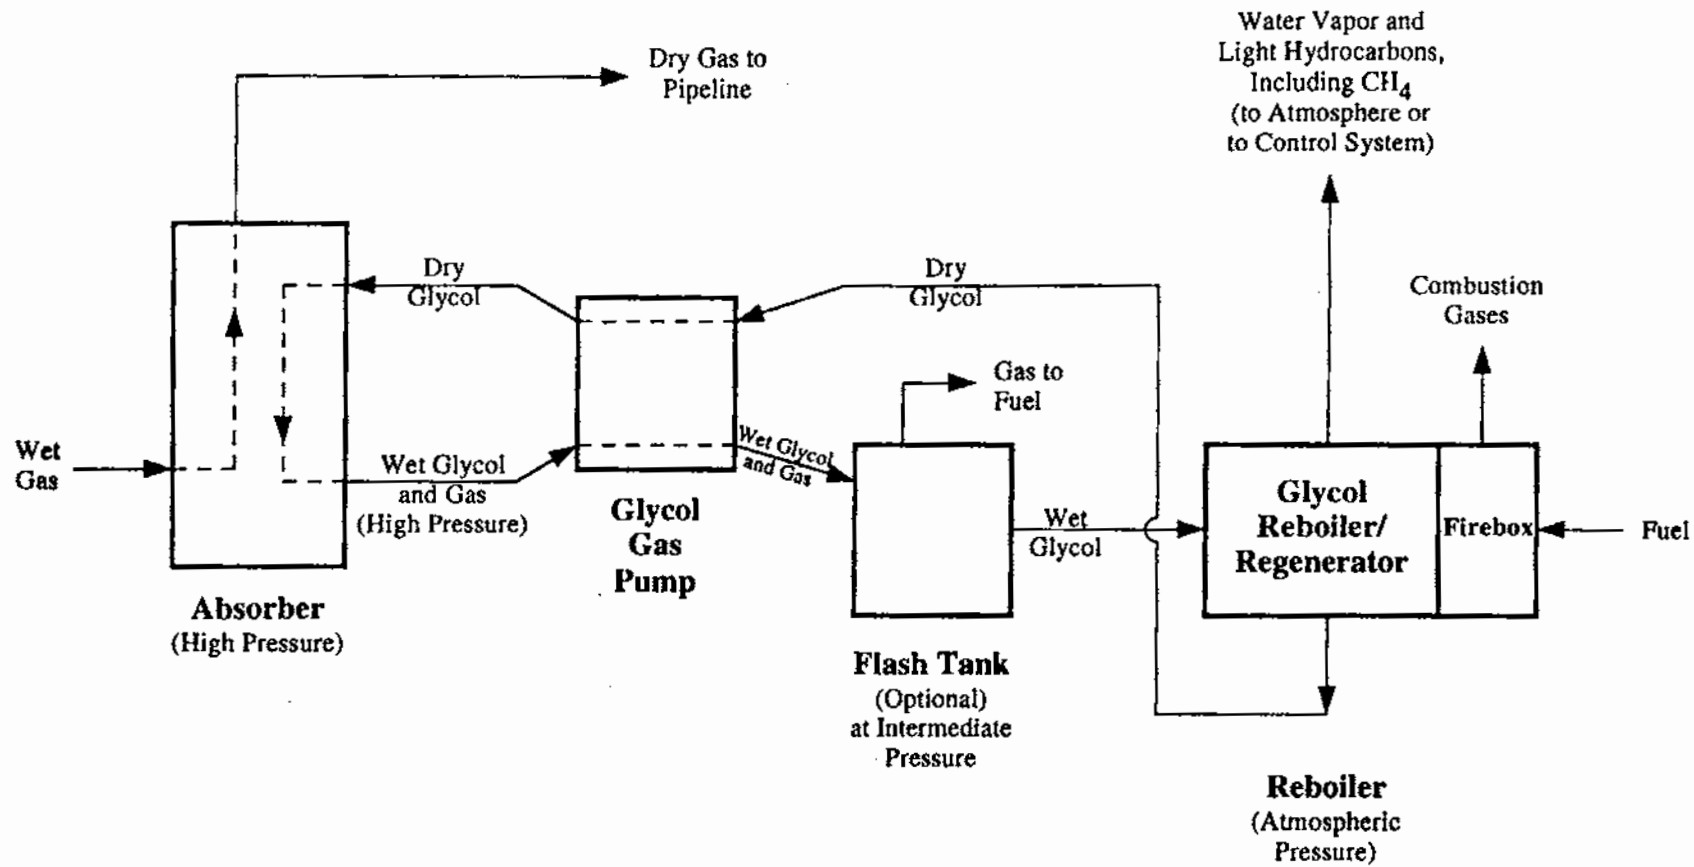 Water Vapor and
Light Hydrocarbons,
Including CH₄
(to Atmosphere or
to Control System)
Dry Gas to
Pipeline
Dry
Glycol
Dry
Glycol
Combustion
Gases
Gas to
Fuel
Wet
Gas
Wet Glycol
and Gas
(High Pressure)
Wet Glycol
and Gas
Glycol
Gas
Pump
Wet
Glycol
Glycol
Reboiler/
Regenerator
Firebox
Fuel
Absorber
(High Pressure)
Flash Tank
(Optional)
at Intermediate
Pressure
Reboiler
(Atmospheric
Pressure)